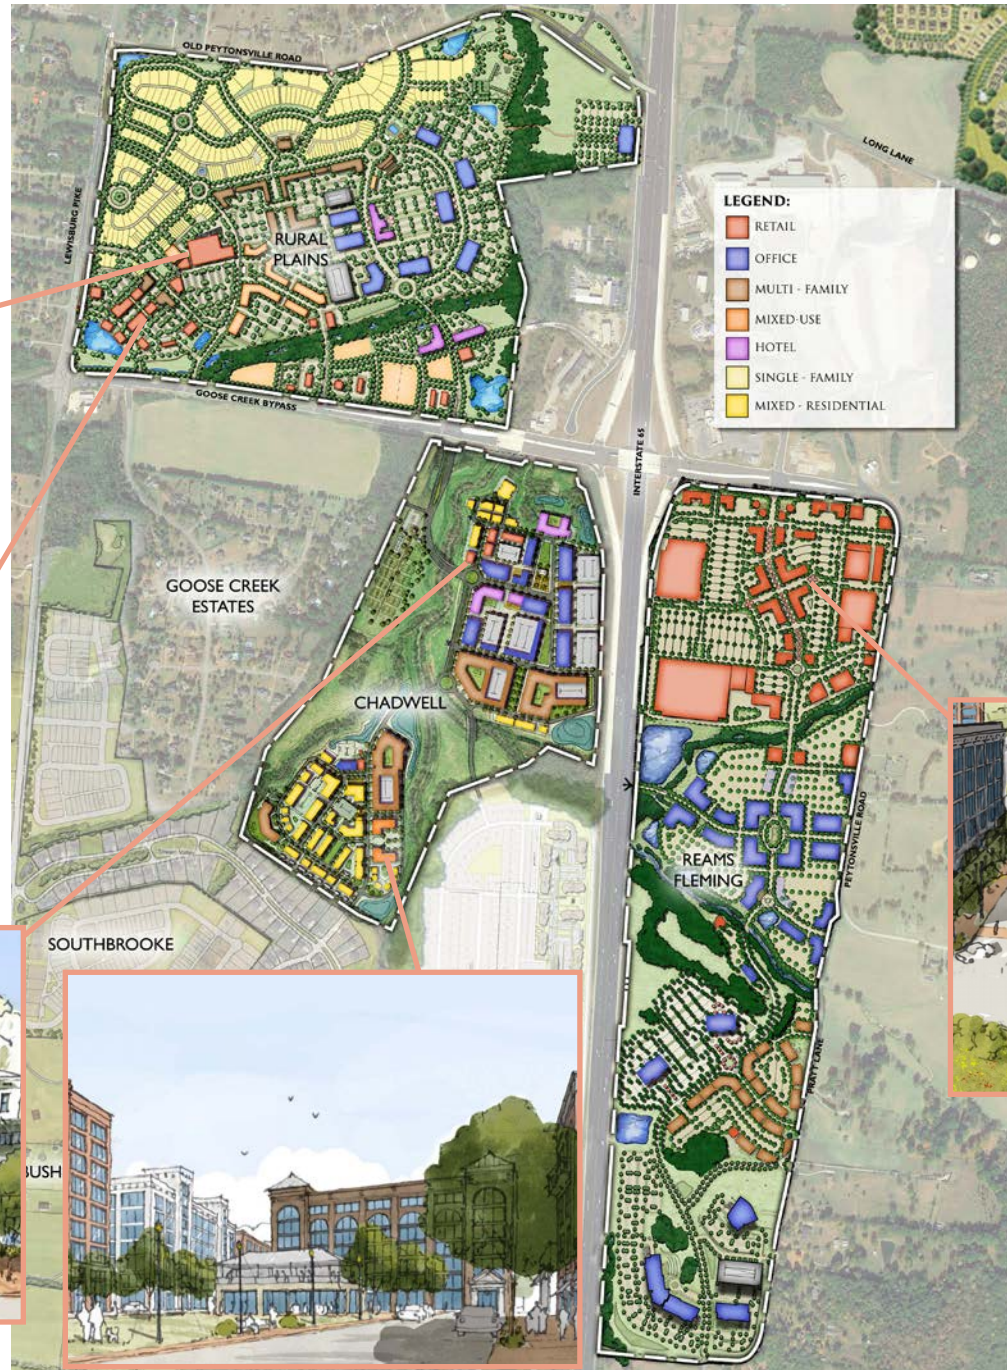 OLD PEYTONSVILLE ROAD
LONG LANE
LEWISBURG PIKE
LEGEND:
RETAIL
OFFICE
MULTI - FAMILY
MIXED-USE
HOTEL
SINGLE - FAMILY
MIXED - RESIDENTIAL
RURAL
PLAINS
GOOSE CREEK BYPASS
INTERSTATE 65
GOOSE CREEK
ESTATES
CHADWELL
REAMS
FLEMING
PEYTONSVILLE ROAD
SOUTHBROOKE
PRATT LANE
BUSH